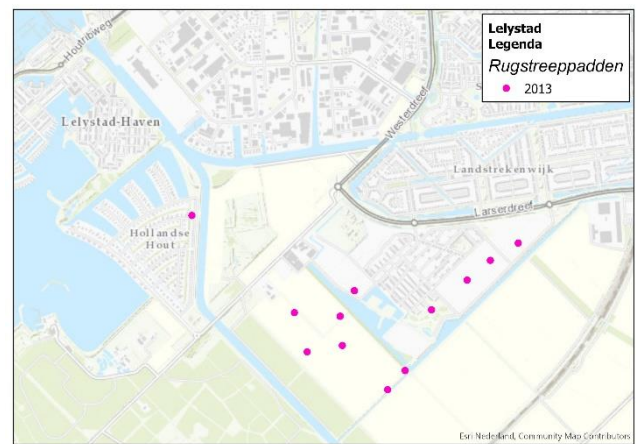 Lelystad
Legenda
Rugstreeppadden
2013
Houtribweg
Lelystad-Haven
Westerdreef
S
Landstrekenwijk
Larserdreef
Hollandse
Hout
Esri Nederland, Community Map Contributors